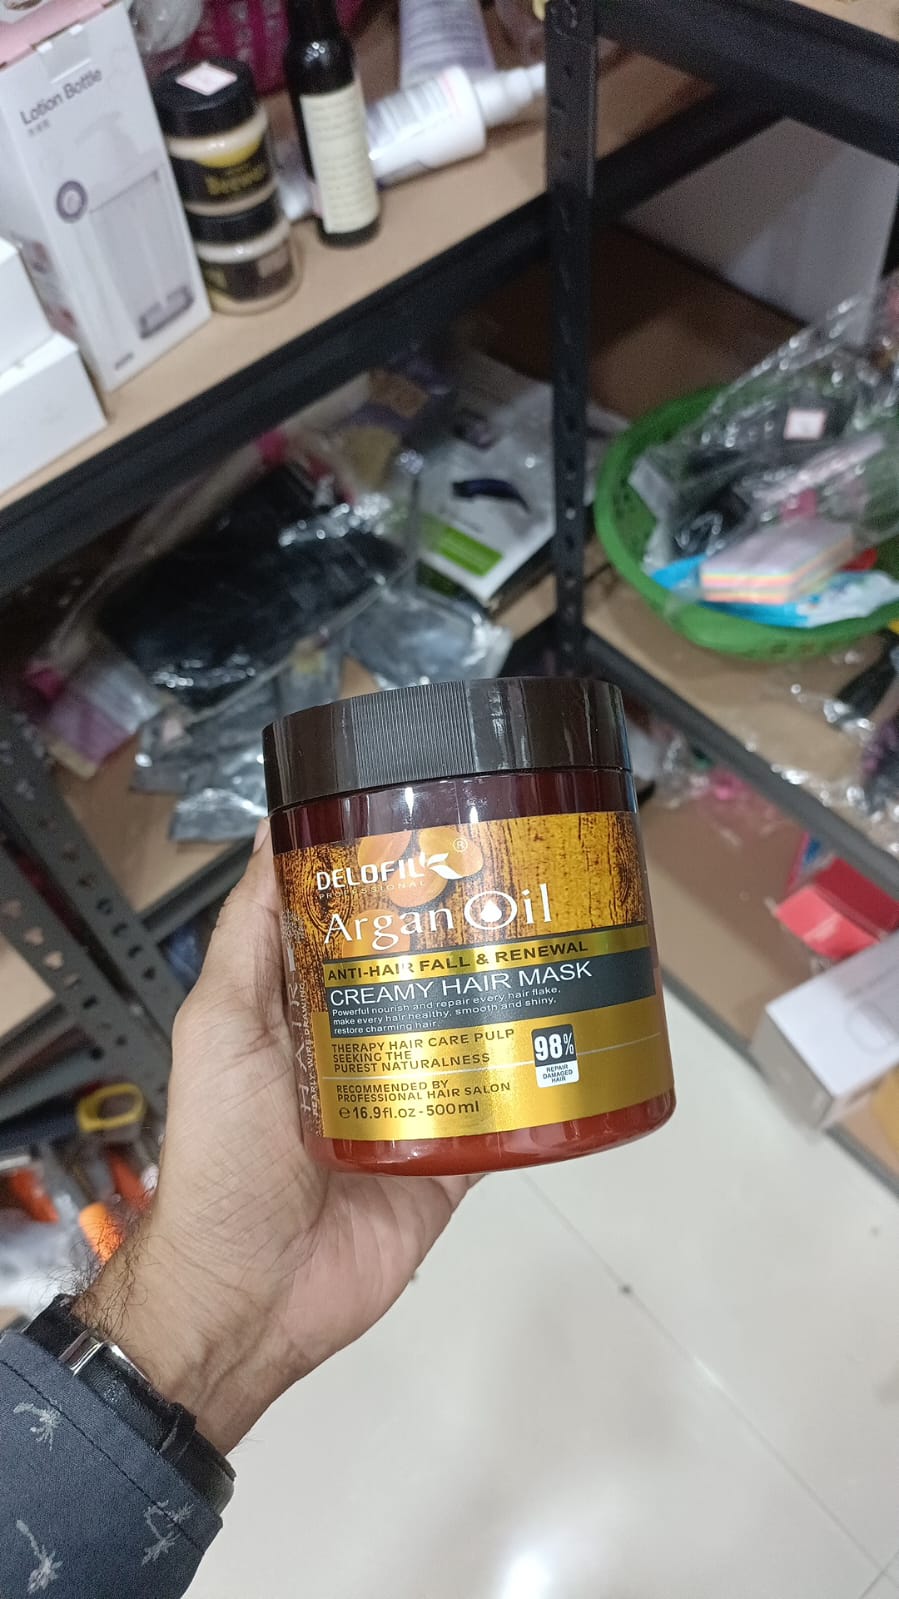 Lotion Bottle
DELOFIL
PROFESSIONAL
®
Argan Oil
ANTI-HAIR FALL & RENEWAL
CREAMY HAIR MASK
Powerful nourish and repair every hair flake,
make every hair healthy, smooth and shiny,
restore charming hair.
THERAPY HAIR CARE PULP
SEEKING THE
PUREST NATURALNESS
98%
REPAIR
DAMAGED
HAIR
RECOMMENDED BY
PROFESSIONAL HAIR SALON
℮16.9fl.oz-500ml